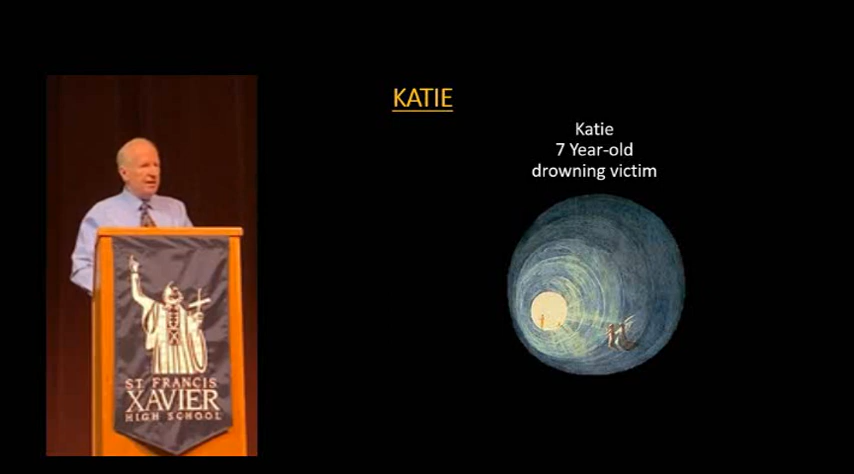 KATIE
Katie
7 Year-old
drowning victim
ST FRANCIS
XAVIER
HIGH SCHOOL